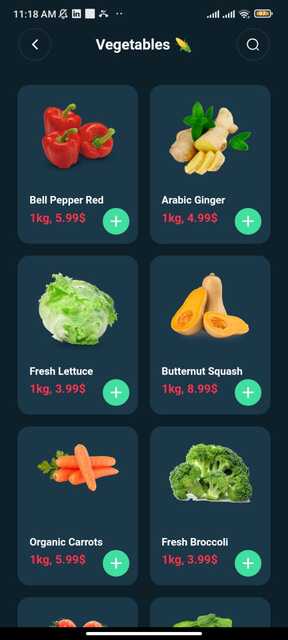 11:18 AM
Vegetables
Bell Pepper Red
1kg, 5.99$
Arabic Ginger
1kg, 4.99$
Fresh Lettuce
1kg, 3.99$
Butternut Squash
1kg, 8.99$
Organic Carrots
1kg, 5.99$
Fresh Broccoli
1kg, 3.99$